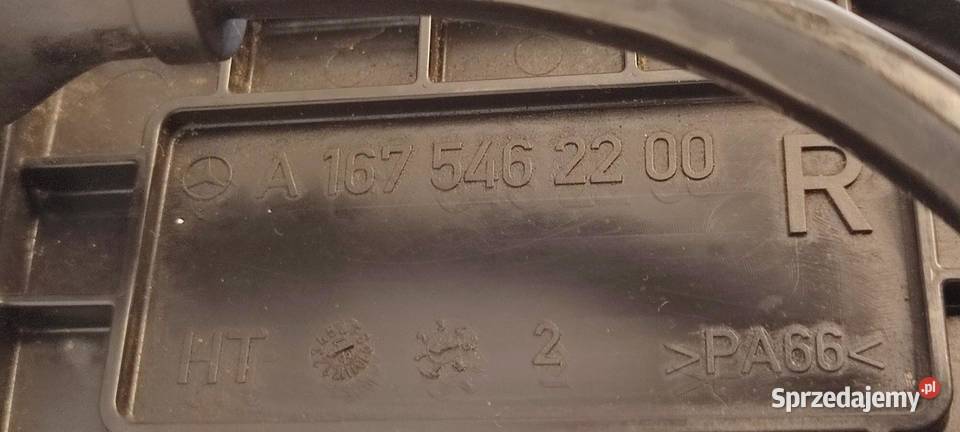 A 167 546 22 00 R
HT 2 >PA66<
Sprzedajemy.pl